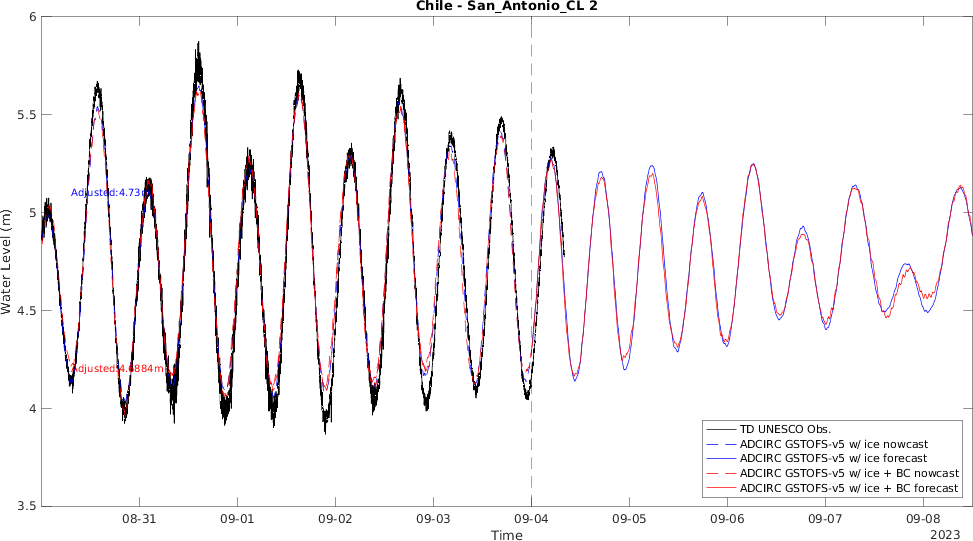 Chile - San_Antonio_CL 2
6
5.5
5
4.5
4
3.5
Water Level (m)
Adjusted:4.73
Adjusted:4.6884m
TD UNESCO Obs.
ADCIRC GSTOFS-v5 w/ ice nowcast
ADCIRC GSTOFS-v5 w/ ice forecast
ADCIRC GSTOFS-v5 w/ ice + BC nowcast
ADCIRC GSTOFS-v5 w/ ice + BC forecast
08-31 09-01 09-02 09-03 09-04 09-05 09-06 09-07 09-08
Time
2023